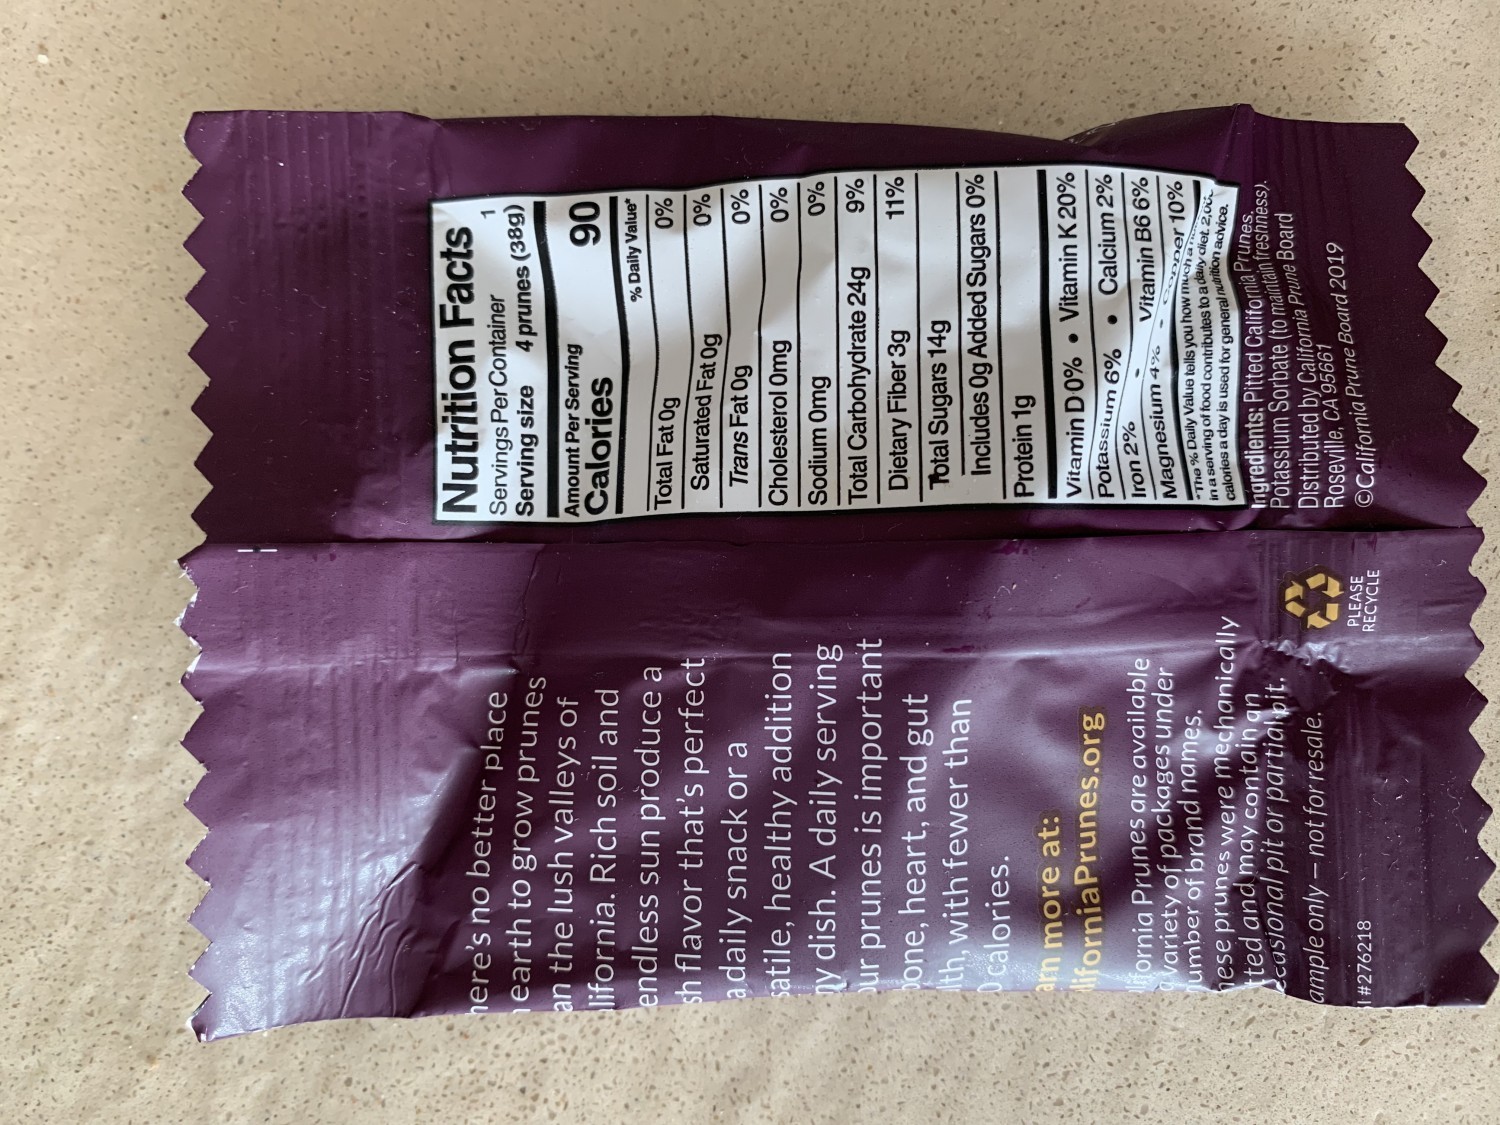 Nutrition Facts
Servings Per Container 1
Serving size 4 prunes (38g)
Amount Per Serving
Calories 90
% Daily Value*
Total Fat 0g 0%
Saturated Fat 0g 0%
Trans Fat 0g 0%
Cholesterol 0mg 0%
Sodium 0mg 0%
Total Carbohydrate 24g 9%
Dietary Fiber 3g 11%
Total Sugars 14g
Includes 0g Added Sugars 0%
Protein 1g
Vitamin D 0% • Vitamin K 20%
Potassium 6% • Calcium 2%
Iron 2% • Vitamin B6 6%
Magnesium 4% • Copper 10%
*The % Daily Value tells you how much a
in a serving of food contributes to a daily diet.
calories a day is used for general nutrition advice.
Ingredients: Pitted California Prunes,
Potassium Sorbate (to maintain freshness).
Distributed by California Prune Board
Roseville, CA 95661
©California Prune Board 2019
here's no better place
earth to grow prunes
an the lush valleys of
lifornia. Rich soil and
endless sun produce a
sh flavor that's perfect
a daily snack or a
satile, healthy addition
ny dish. A daily serving
our prunes is important
bone, heart, and gut
lth, with fewer than
0 calories.
arn more at:
liforniaPrunes.org
lifornia Prunes are available
variety of packages under
umber of brand names.
hese prunes were mechanically
tted and may contain an
ccasional pit or partial pit.
ample only – not for resale.
#276218
PLEASE
RECYCLE